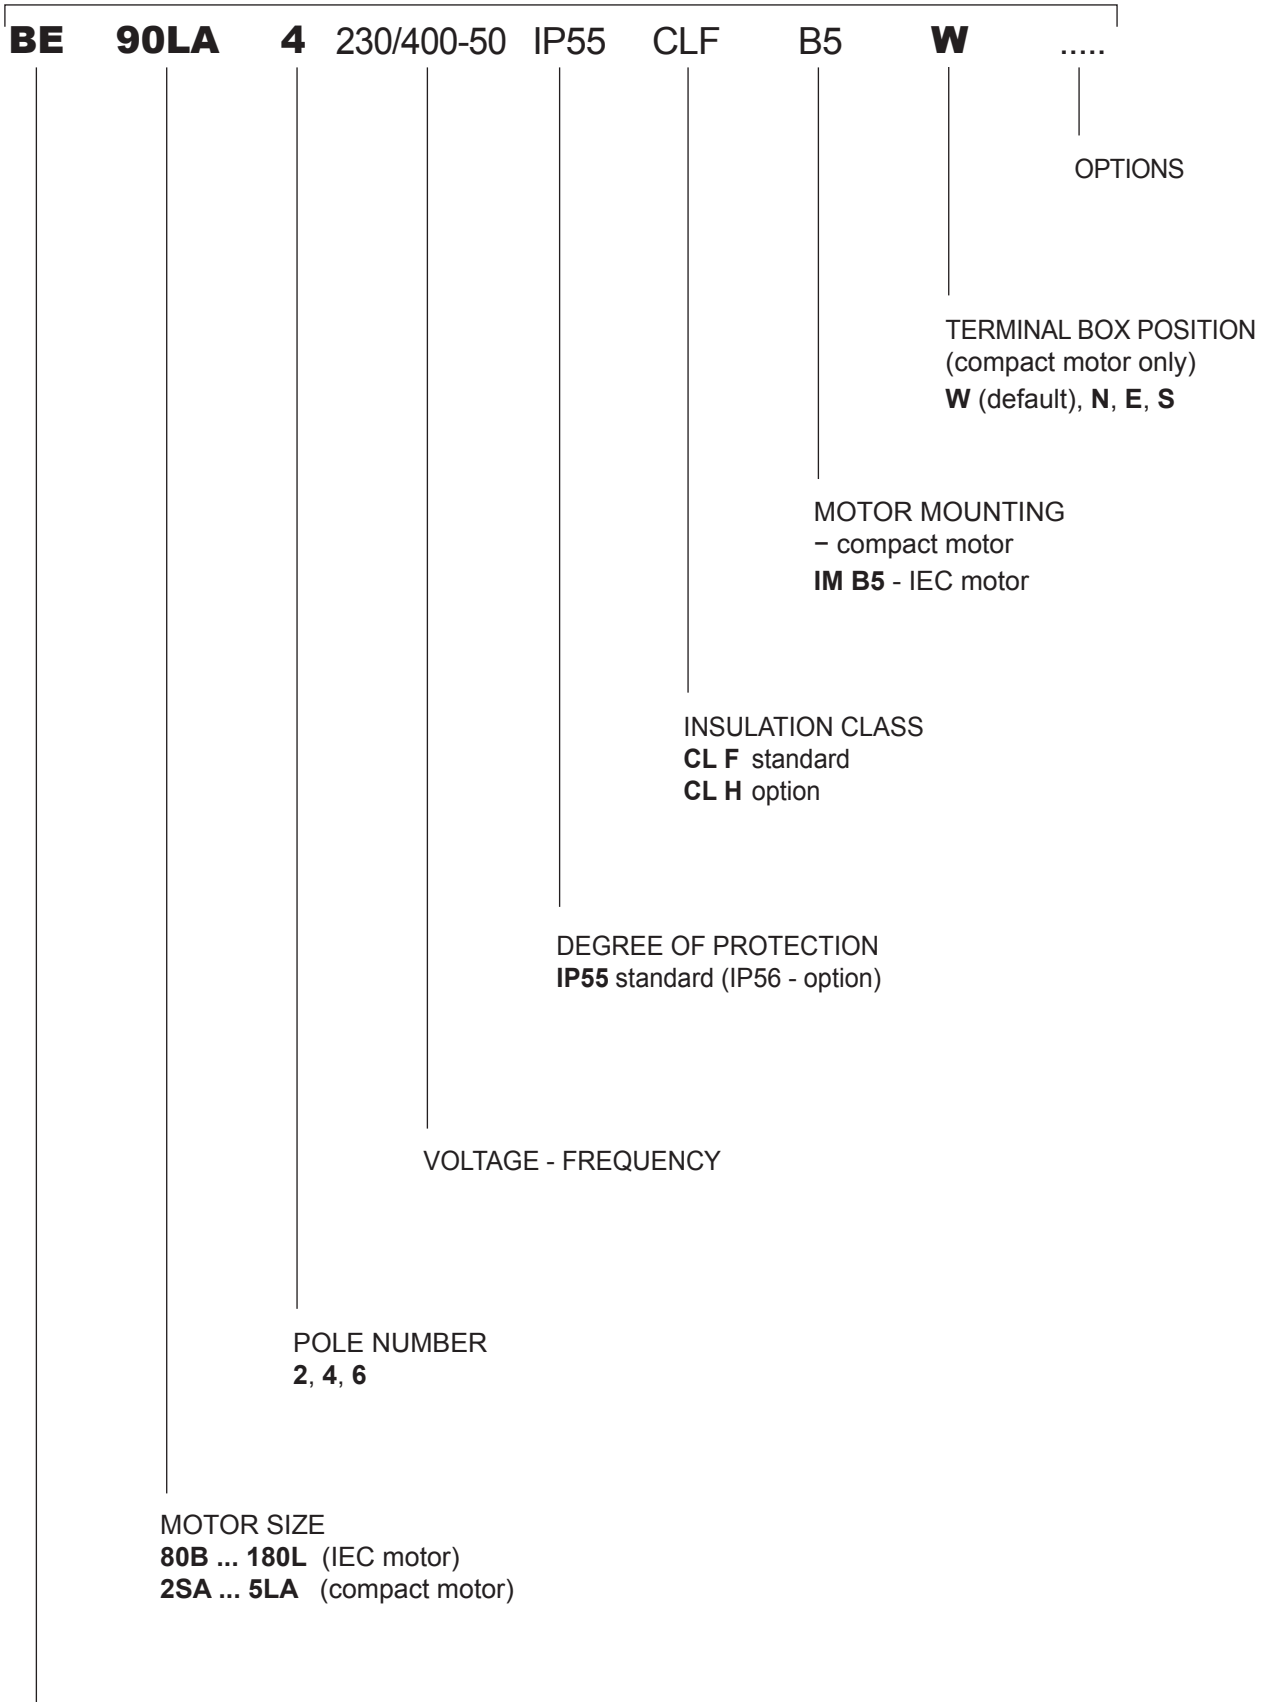 BE 90LA 4 230/400-50 IP55 CLF B5 W .....
OPTIONS
TERMINAL BOX POSITION
(compact motor only)
W (default), N, E, S
MOTOR MOUNTING
− compact motor
IM B5 - IEC motor
INSULATION CLASS
CL F standard
CL H option
DEGREE OF PROTECTION
IP55 standard (IP56 - option)
VOLTAGE - FREQUENCY
POLE NUMBER
2, 4, 6
MOTOR SIZE
80B ... 180L (IEC motor)
2SA ... 5LA (compact motor)